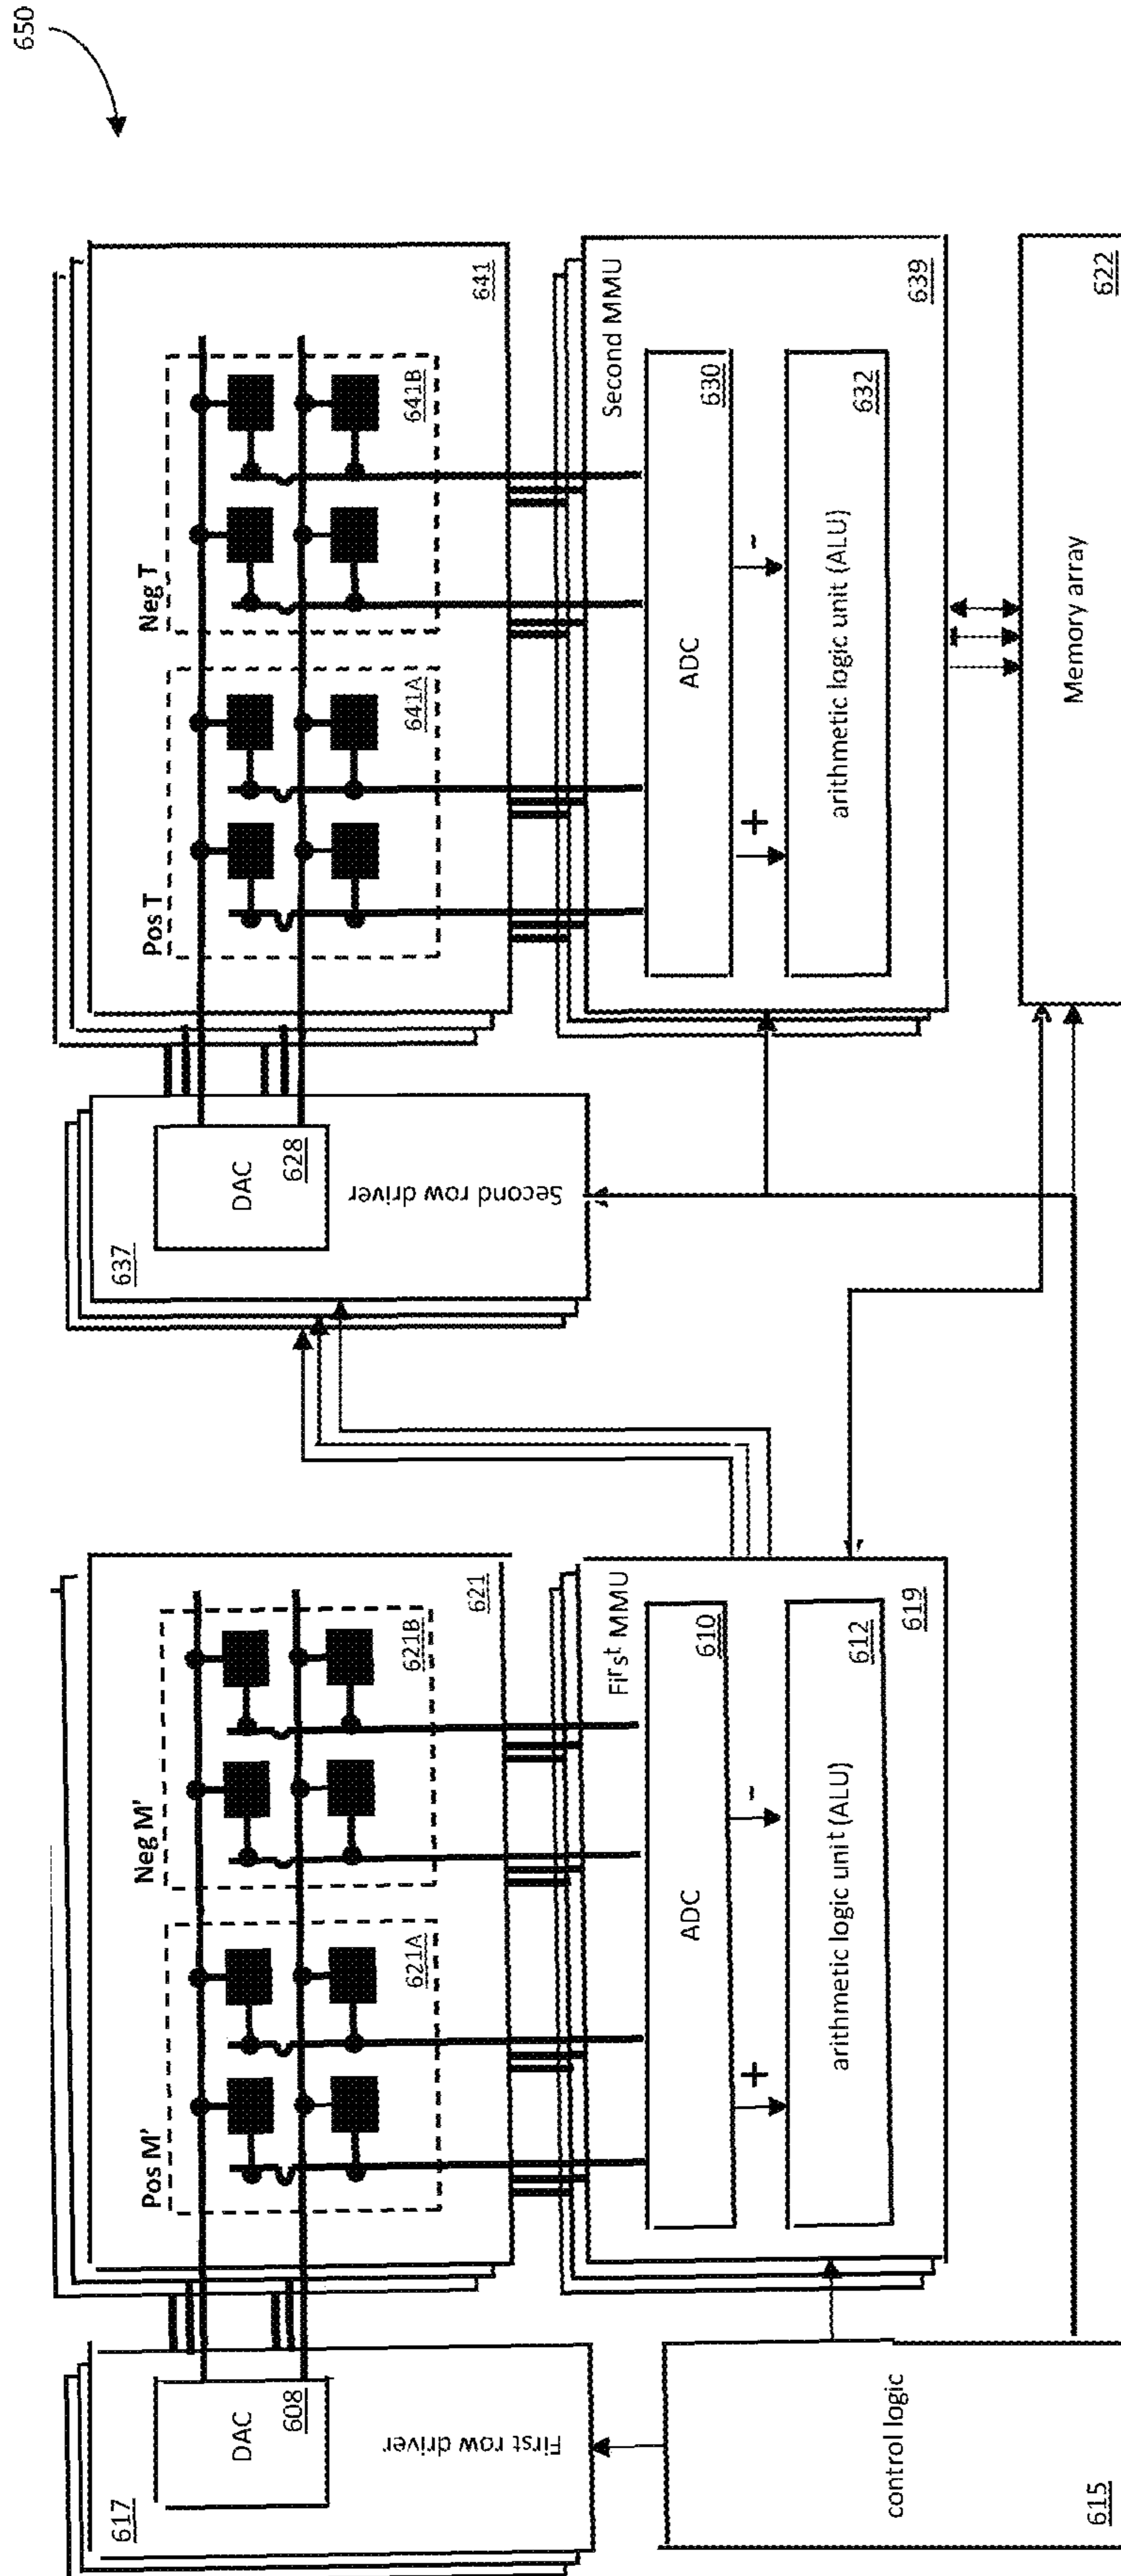 650
617
DAC
608
First row driver
Pos M'
621A
Neg M'
621B
621
First MMU
ADC
610
+
-
arithmetic logic unit (ALU)
612
619
control logic
615
637
DAC
628
Second row driver
Pos T
641A
Neg T
641B
641
Second MMU
ADC
630
+
-
arithmetic logic unit (ALU)
632
639
Memory array
622